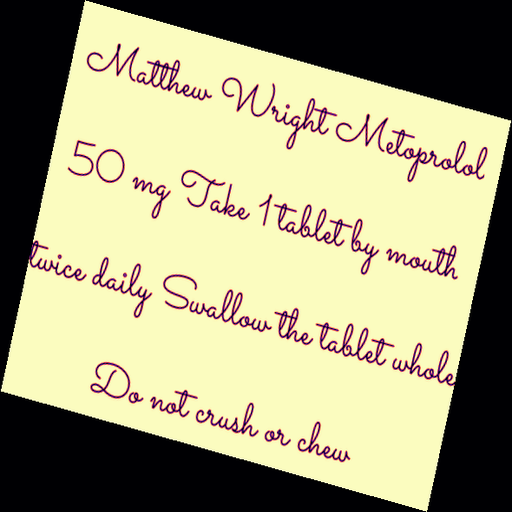 Matthew Wright Metoprolol
50 mg Take 1 tablet by mouth
twice daily Swallow the tablet whole
Do not crush or chew